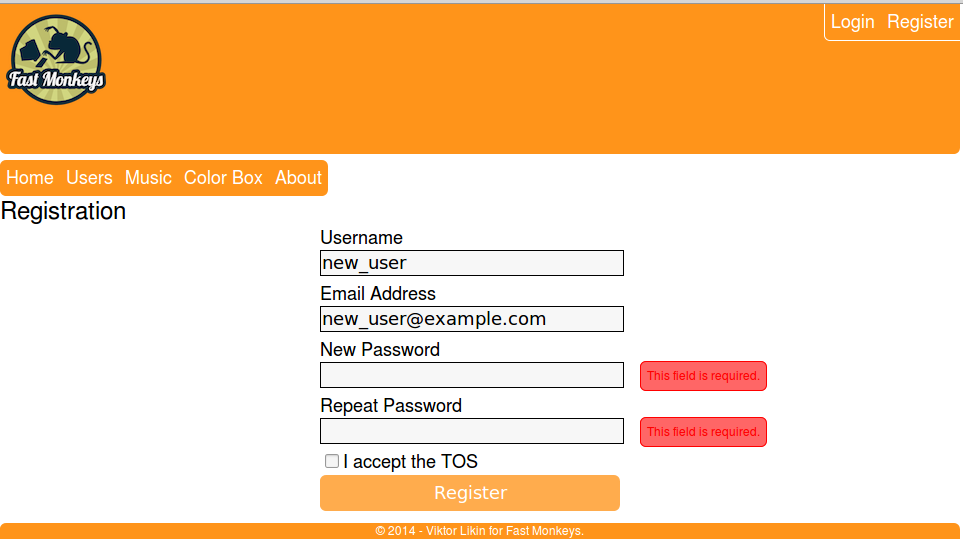 Fast Monkeys
Login Register
Home Users Music Color Box About
Registration
Username
new_user
Email Address
new_user@example.com
New Password
This field is required.
Repeat Password
This field is required.
I accept the TOS
Register
© 2014 - Viktor Likin for Fast Monkeys.